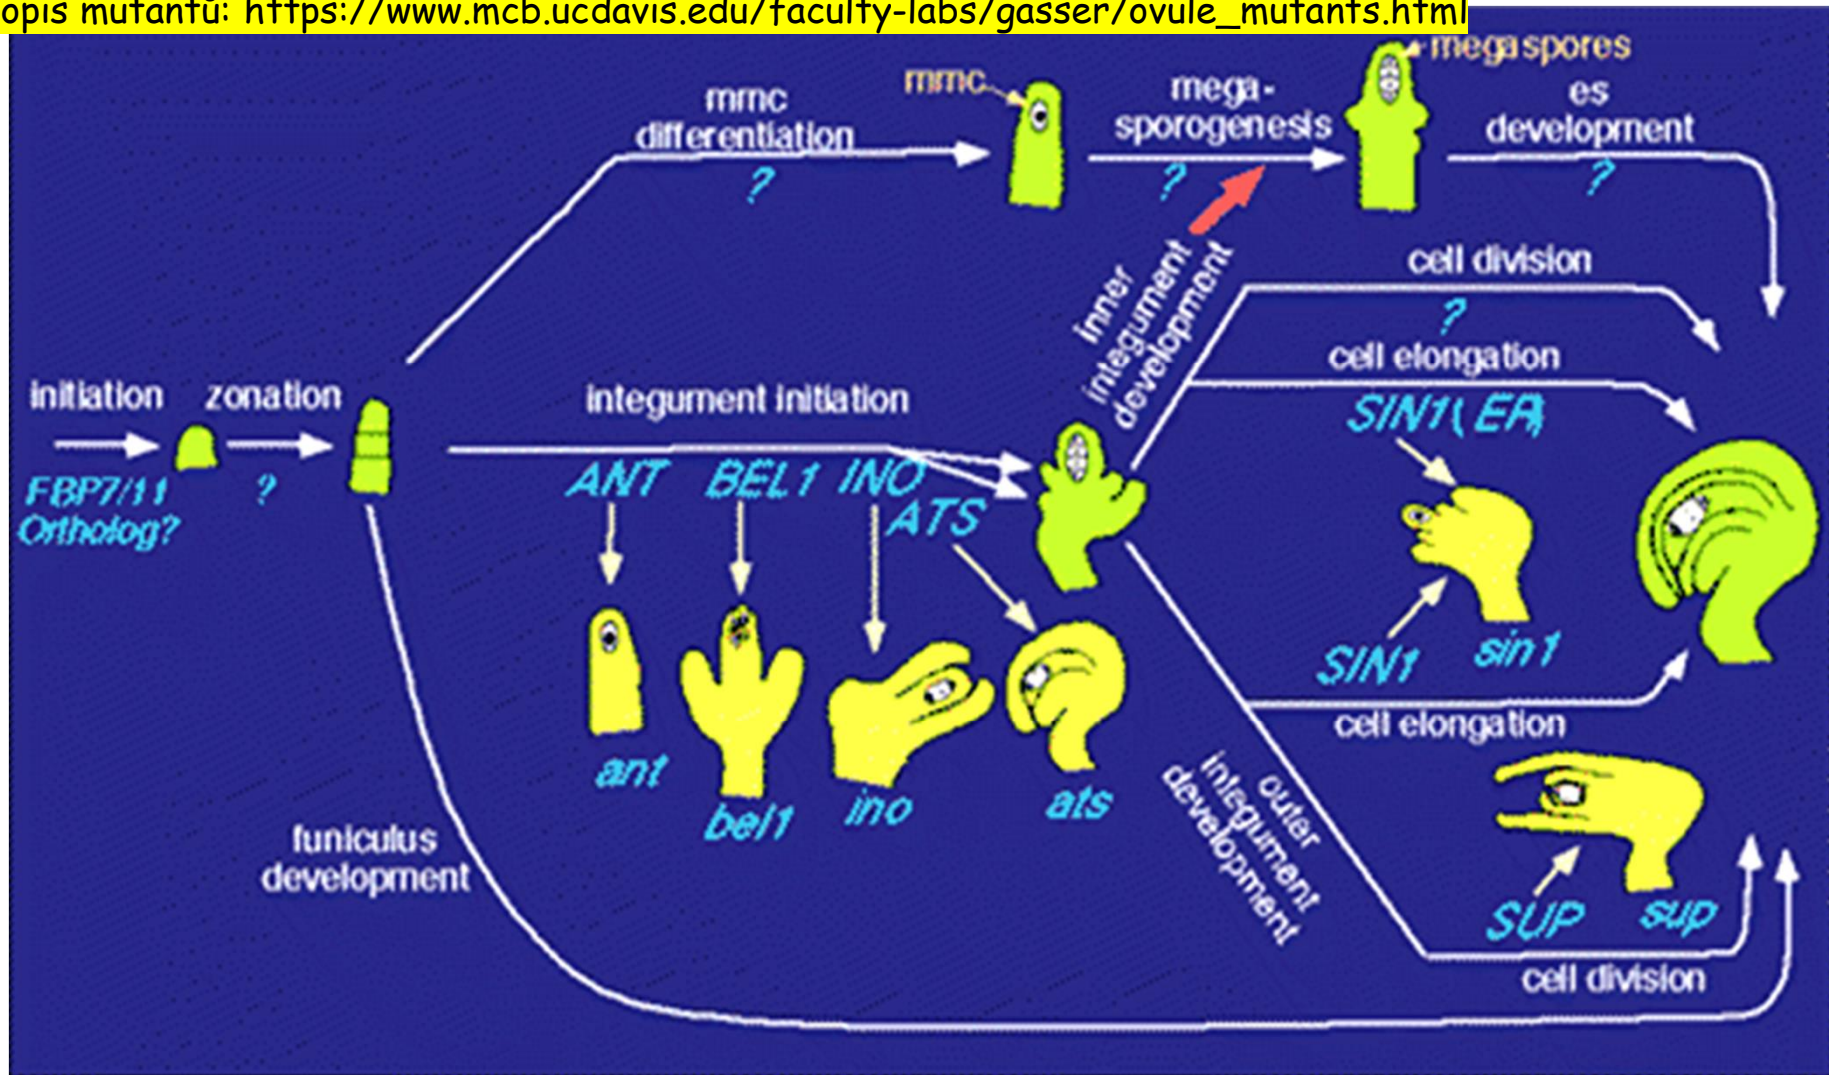 opis mutantů: https://www.mcb.ucdavis.edu/faculty-labs/gasser/ovule_mutants.html
mmc
differentiation
?
mmc
mega-
sporogenesis
?
megaspores
es
development
?
inner
integument
development
cell division
?
cell elongation
SIN1(ER)
initiation
FBP7/11
Ortholog?
zonation
?
integument initiation
ANT
BEL1
INO
ATS
ant
bel1
ino
ats
SIN1
sin1
cell elongation
outer
integument
development
SUP
sup
cell division
funiculus
development